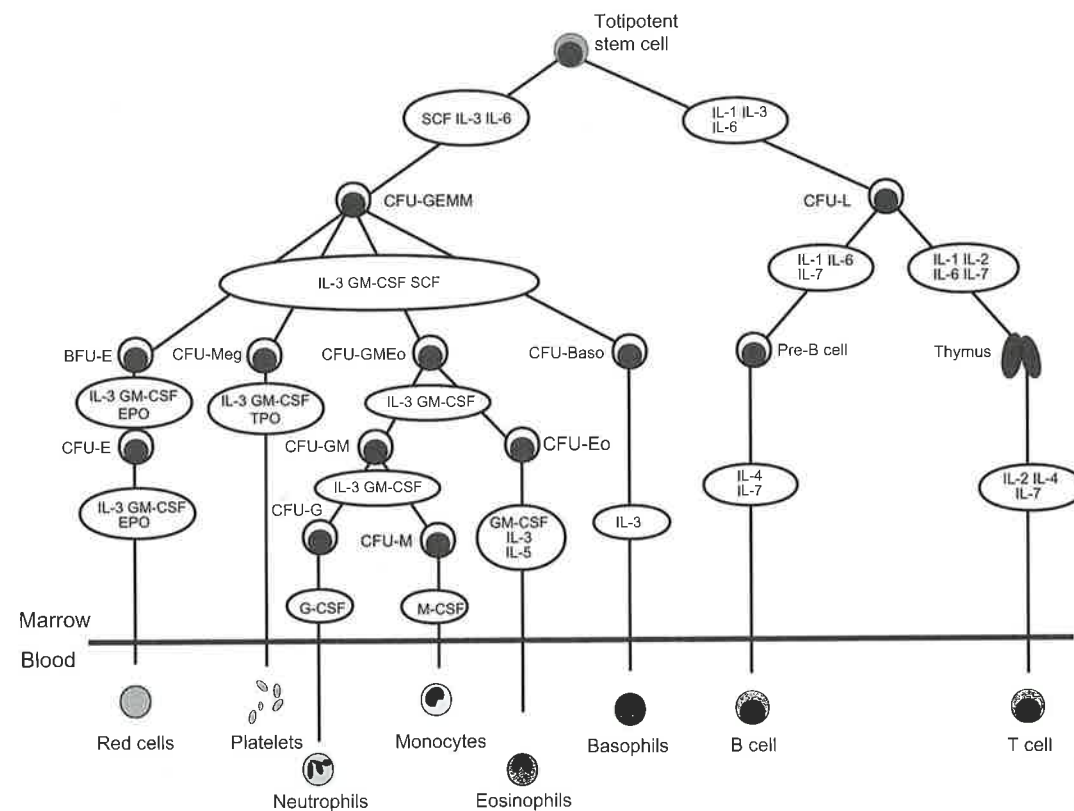 Totipotent
stem cell
SCF IL-3 IL-6
IL-1 IL-3
IL-6
CFU-GEMM
CFU-L
IL-3 GM-CSF SCF
IL-1 IL-6
IL-7
IL-1 IL-2
IL-6 IL-7
BFU-E
CFU-Meg
CFU-GMEo
CFU-Baso
Pre-B cell
Thymus
IL-3 GM-CSF
EPO
IL-3 GM-CSF
TPO
IL-3 GM-CSF
CFU-E
CFU-GM
CFU-Eo
IL-3 GM-CSF
IL-4
IL-7
IL-2 IL-4
IL-7
IL-3 GM-CSF
EPO
CFU-G
CFU-M
GM-CSF
IL-3
IL-5
IL-3
G-CSF
M-CSF
Marrow
Blood
Red cells
Platelets
Monocytes
Basophils
B cell
T cell
Neutrophils
Eosinophils